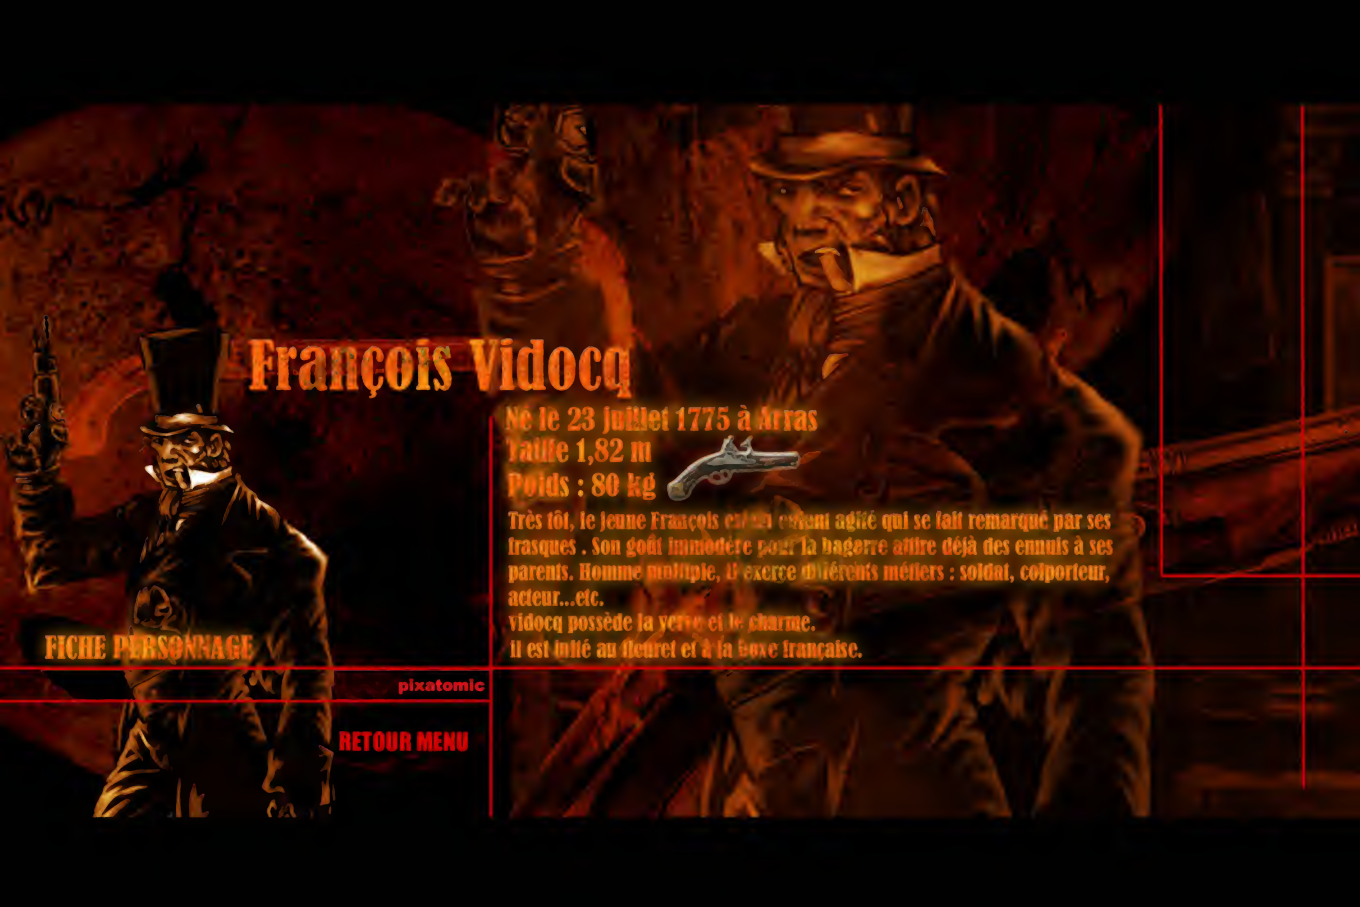 François Vidocq
Né le 23 juillet 1775 à Arras
Taille 1,82 m
Poids : 80 kg
Très tôt, le jeune François est un enfant agité qui se fait remarqué par ses
frasques . Son goût immodéré pour la bagarre attire déjà des ennuis à ses
parents. Homme multiple, il exerce différents métiers : soldat, colporteur,
acteur...etc.
vidocq possède la verve et le charme.
il est initié au fleuret et à la boxe française.
FICHE PERSONNAGE
pixatomic
RETOUR MENU